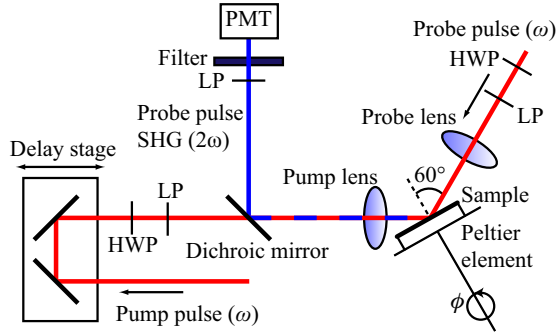 PMT
Probe pulse (ω)
Filter
HWP
LP
LP
Probe pulse
SHG (2ω)
Probe lens
Delay stage
60°
Pump lens
Sample
LP
HWP
Peltier
element
Dichroic mirror
Pump pulse (ω)
ϕ